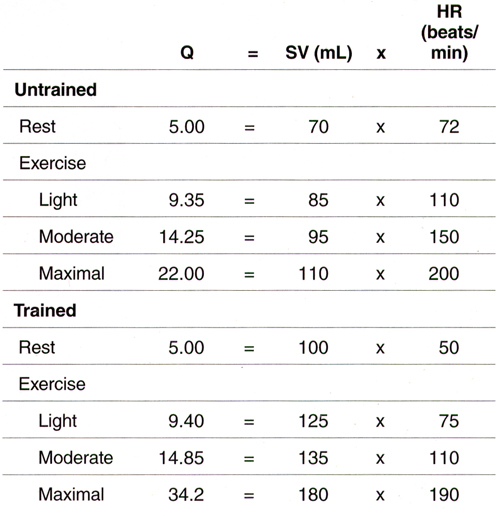 HR
(beats/
Q = SV (mL) x min)
Untrained
Rest 5.00 = 70 x 72
Exercise
Light 9.35 = 85 x 110
Moderate 14.25 = 95 x 150
Maximal 22.00 = 110 x 200
Trained
Rest 5.00 = 100 x 50
Exercise
Light 9.40 = 125 x 75
Moderate 14.85 = 135 x 110
Maximal 34.2 = 180 x 190